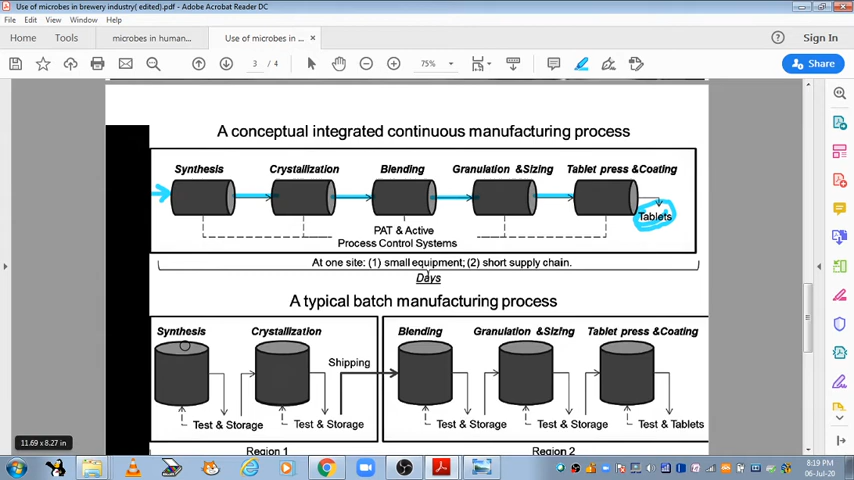 Use of microbes in brewery industry( edited).pdf - Adobe Acrobat Reader DC
File Edit View Window Help
Home Tools microbes in human... Use of microbes in ... × Sign In
3 / 4 75% Share
A conceptual integrated continuous manufacturing process
Synthesis Crystallization Blending Granulation &Sizing Tablet press &Coating
Tablets
PAT & Active
Process Control Systems
At one site: (1) small equipment; (2) short supply chain.
Days
A typical batch manufacturing process
Synthesis Crystallization Blending Granulation &Sizing Tablet press &Coating
Shipping
Test & Storage Test & Storage Test & Storage Test & Storage Test & Tablets
11.69 x 8.27 in
Region 1 Region 2
8:19 PM
06-Jul-20